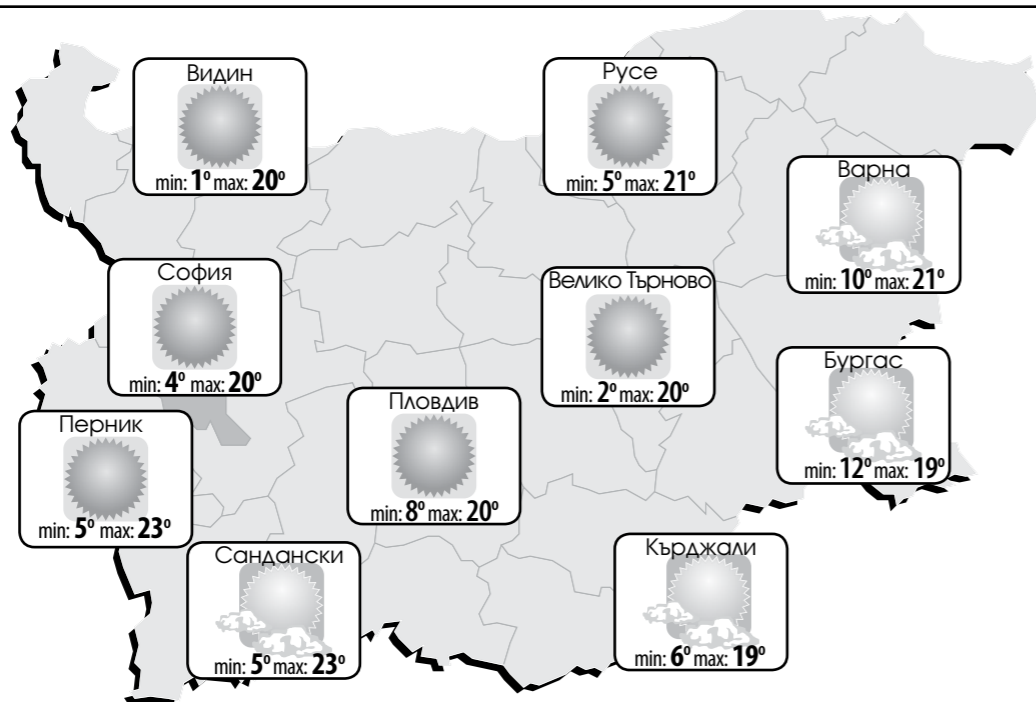 Видин
min: 1º max: 20º
Русе
min: 5º max: 21º
Варна
min: 10º max: 21º
София
min: 4º max: 20º
Велико Търново
min: 2º max: 20º
Бургас
min: 12º max: 19º
Пловдив
min: 8º max: 20º
Перник
min: 5º max: 23º
Сандански
min: 5º max: 23º
Кърджали
min: 6º max: 19º